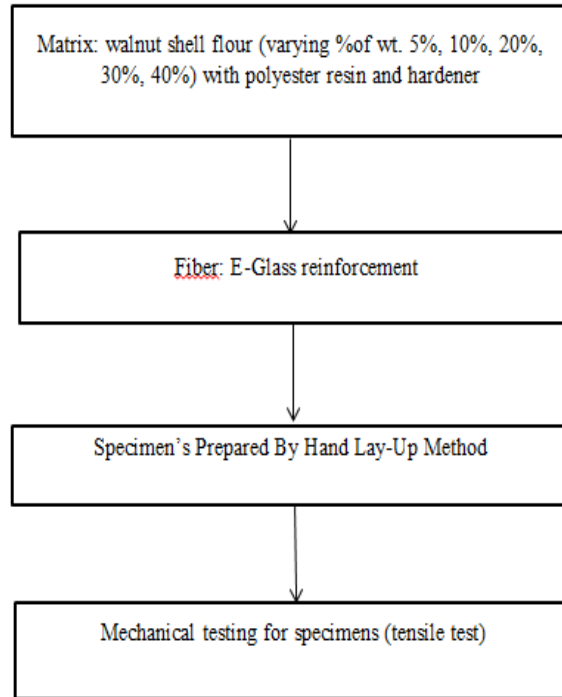 Matrix: walnut shell flour (varying %of wt. 5%, 10%, 20%,
30%, 40%) with polyester resin and hardener
Fiber: E-Glass reinforcement
Specimen’s Prepared By Hand Lay-Up Method
Mechanical testing for specimens (tensile test)